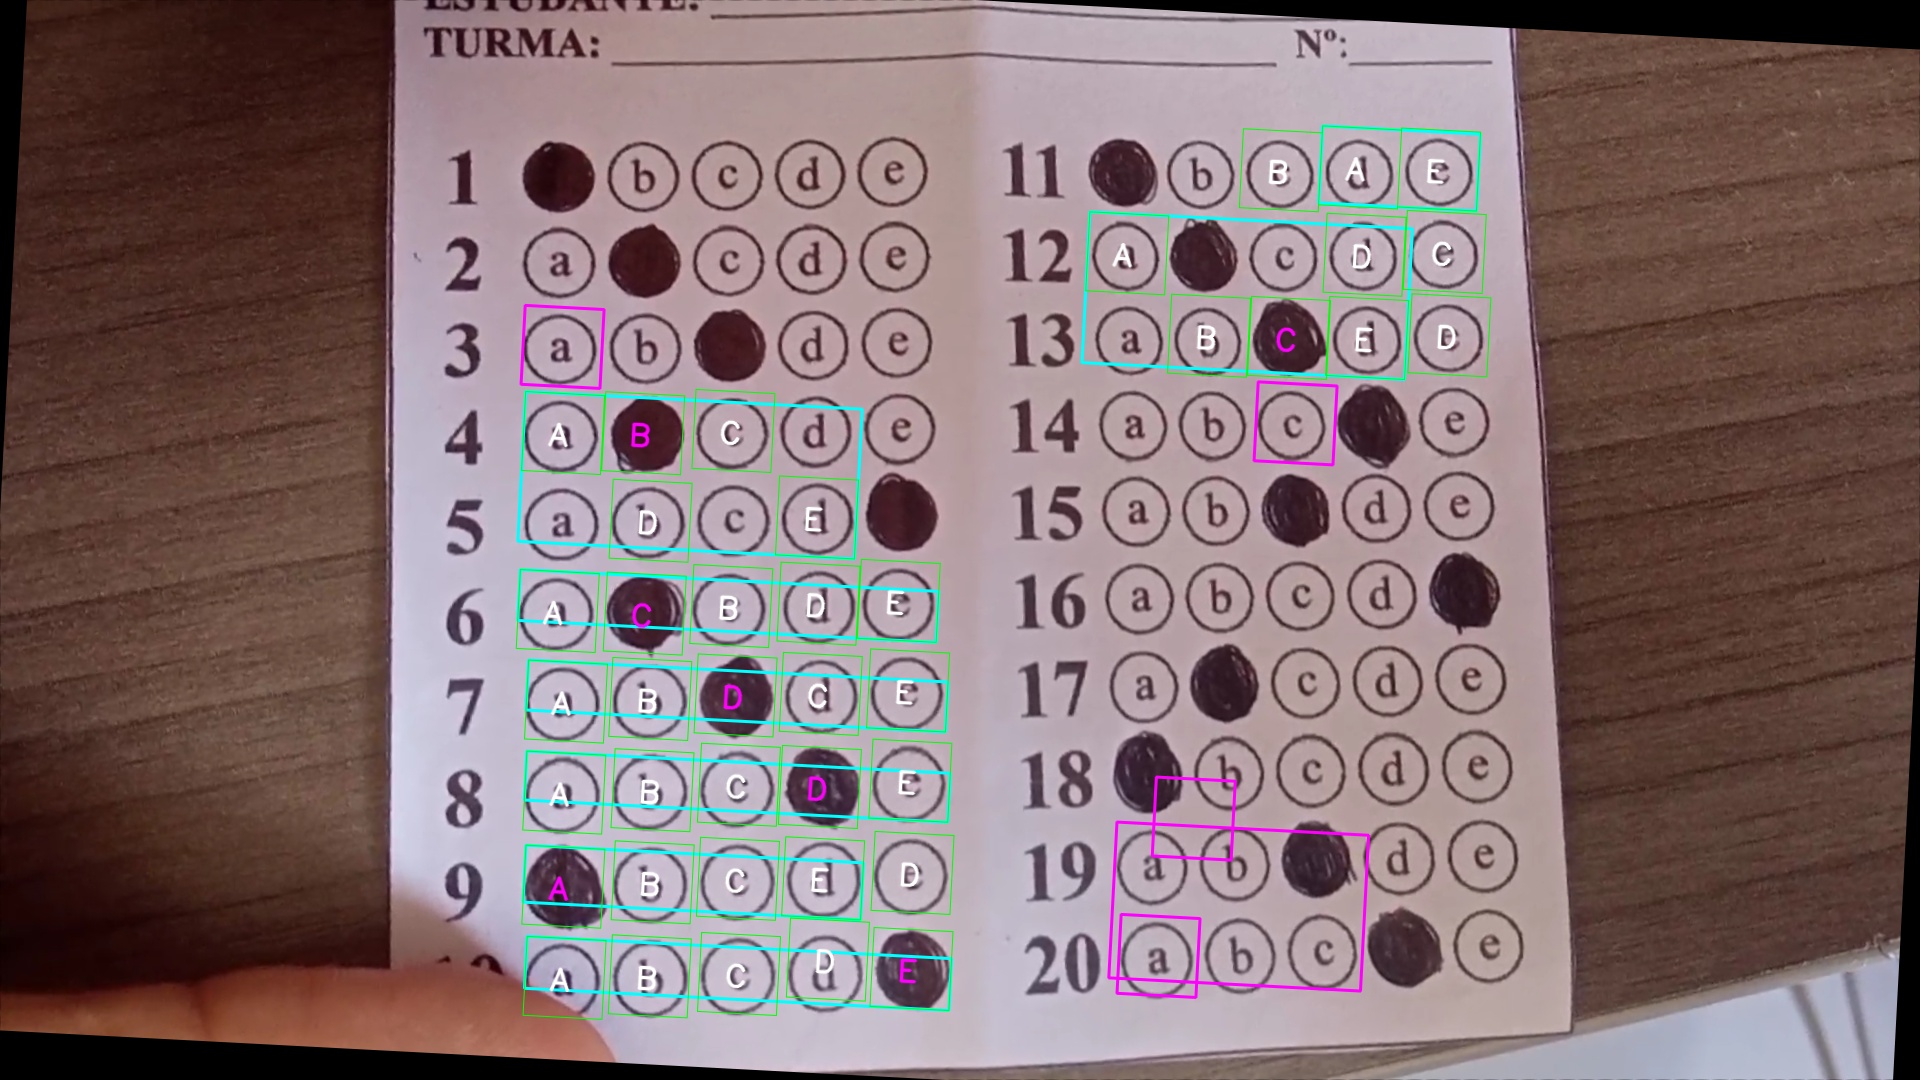 ESTUDANTE:
TURMA: Nº:
1 b c d e
2 a c d e
3 a b d e
4 A B C d e
5 a D c E
6 A C B D E
7 A B D C E
8 A B C D E
9 A B C E D
A B C D E
11 b B A E
12 A c D C
13 a B C E D
14 a b c e
15 a b d e
16 a b c d
17 a c d e
18 b c d e
19 a b d e
20 a b c e